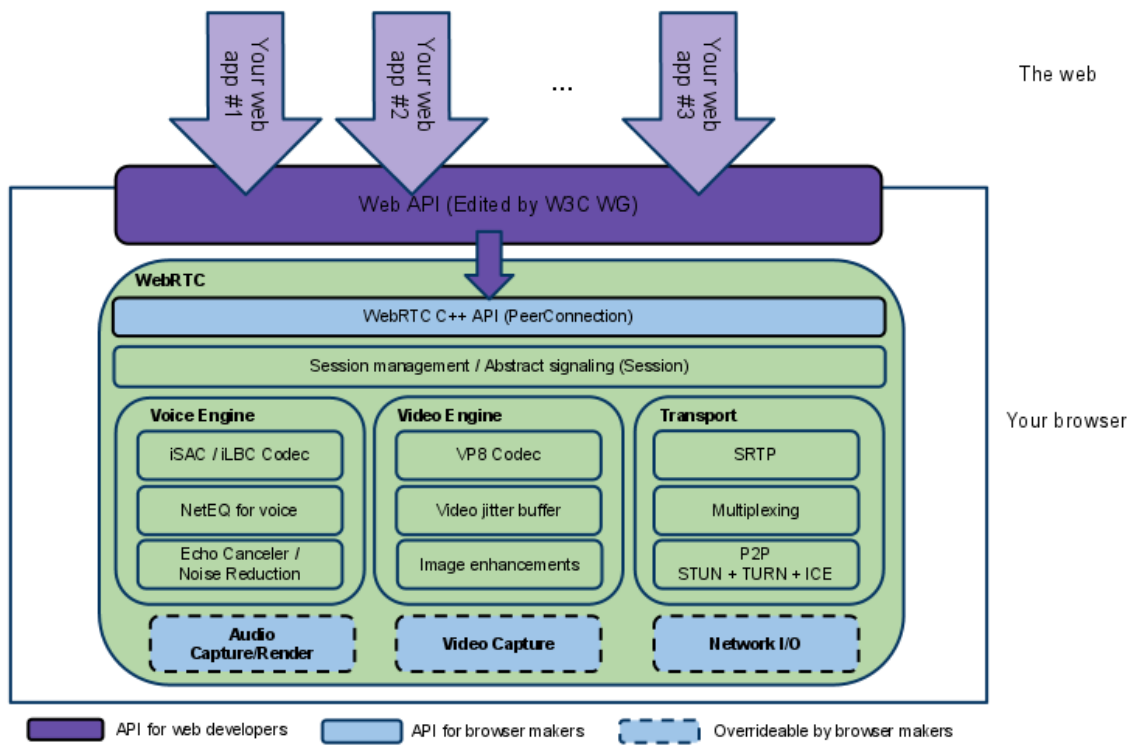 Your web
app #1
Your web
app #2
...
Your web
app #3
The web
Web API (Edited by W3C WG)
WebRTC
WebRTC C++ API (PeerConnection)
Session management / Abstract signaling (Session)
Your browser
Voice Engine
iSAC / iLBC Codec
NetEQ for voice
Echo Canceler /
Noise Reduction
Video Engine
VP8 Codec
Video jitter buffer
Image enhancements
Transport
SRTP
Multiplexing
P2P
STUN + TURN + ICE
Audio
Capture/Render
Video Capture
Network I/O
API for web developers
API for browser makers
Overrideable by browser makers